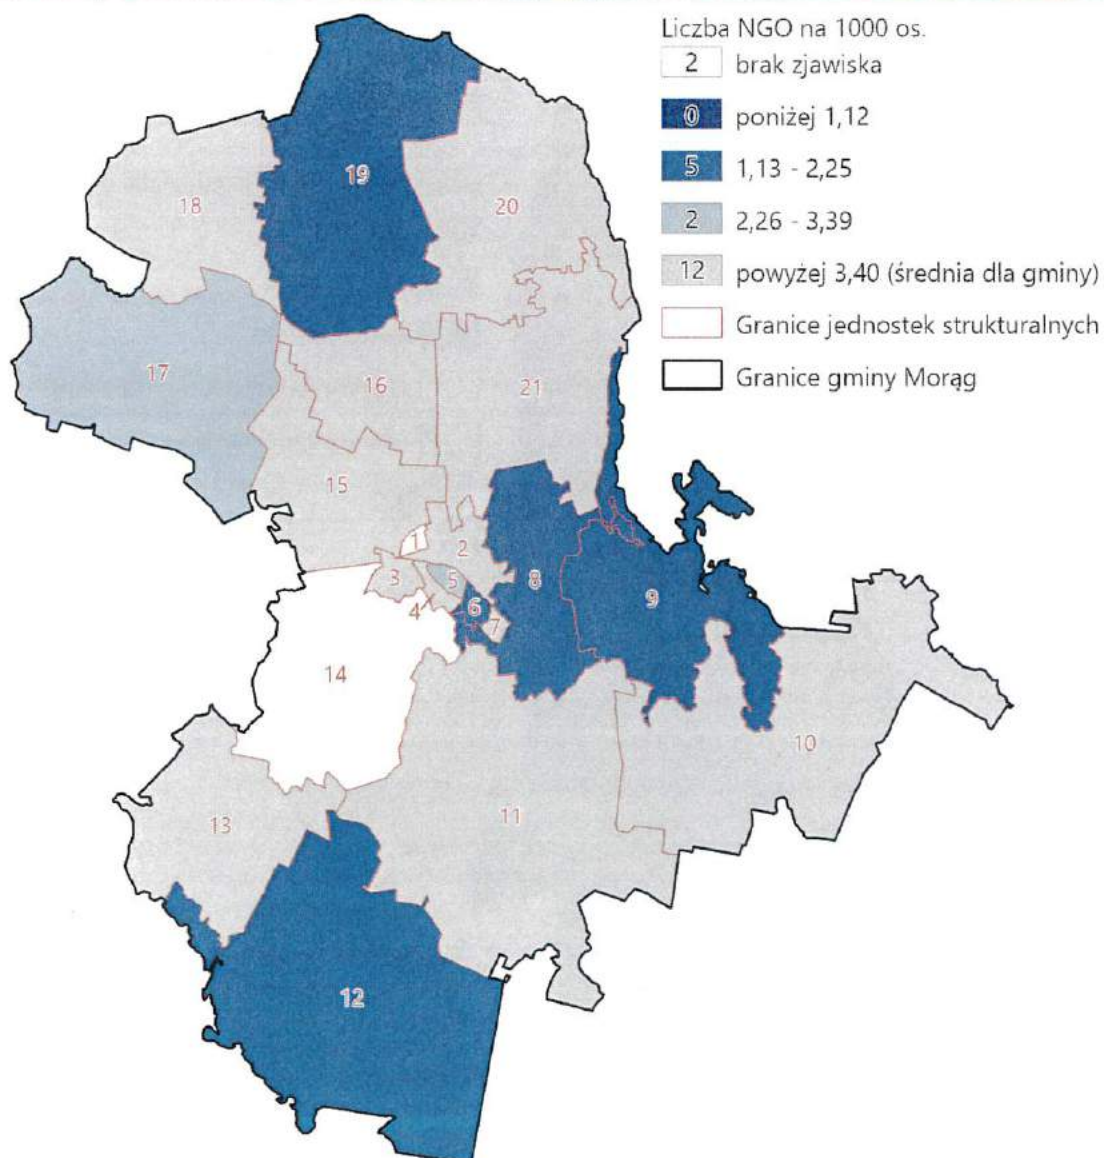 Liczba NGO na 1000 os.
2 brak zjawiska
0 poniżej 1,12
5 1,13 - 2,25
2 2,26 - 3,39
12 powyżej 3,40 (średnia dla gminy)
Granice jednostek strukturalnych
Granice gminy Morąg
19
18
20
17
16
21
15
1
2
3
5
8
9
4
6
7
14
10
13
11
12